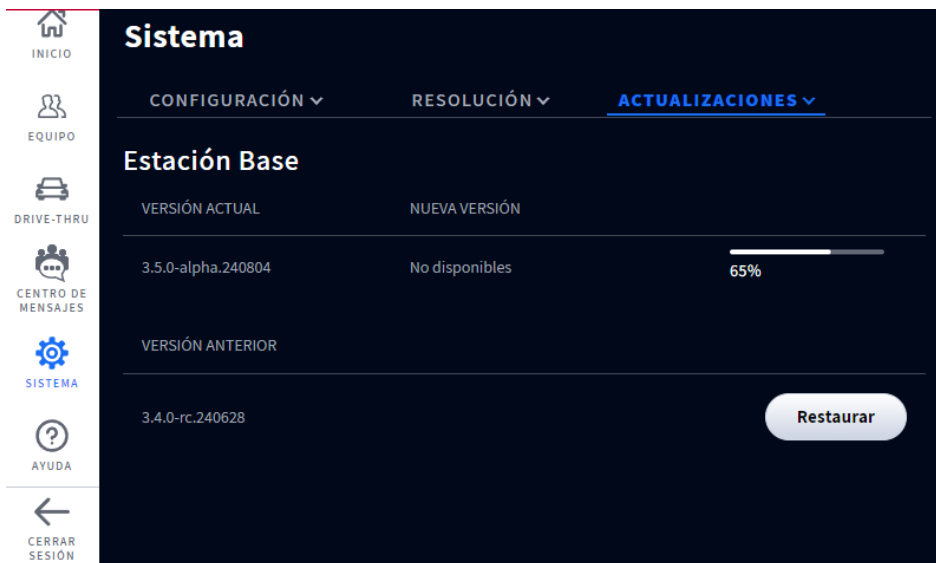 INICIO
EQUIPO
DRIVE-THRU
CENTRO DE
MENSAJES
SISTEMA
AYUDA
CERRAR
SESIÓN
Sistema
CONFIGURACIÓN
RESOLUCIÓN
ACTUALIZACIONES
Estación Base
VERSIÓN ACTUAL
NUEVA VERSIÓN
3.5.0-alpha.240804
No disponibles
65%
VERSIÓN ANTERIOR
3.4.0-rc.240628
Restaurar